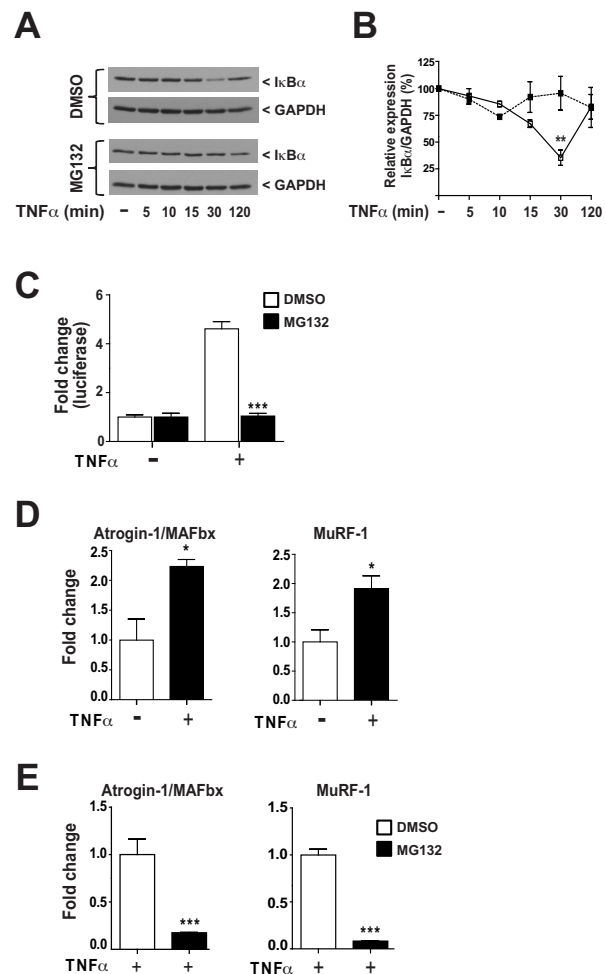 A
DMSO
< IκBα
< GAPDH
MG132
< IκBα
< GAPDH
TNFα (min) – 5 10 15 30 120
B
Relative expression
IκBα/GAPDH (%)
125
100
75
50
25
**
TNFα (min) – 5 10 15 30 120
C
Fold change
(luciferase)
6
4
2
0
***
DMSO
MG132
TNFα - +
D
Atrogin-1/MAFbx
Fold change
2.5
2.0
1.5
1.0
0.5
0.0
*
TNFα - +
MuRF-1
2.5
2.0
1.5
1.0
0.5
0.0
*
TNFα - +
E
Atrogin-1/MAFbx
Fold change
1.5
1.0
0.5
0.0
***
TNFα + +
MuRF-1
1.5
1.0
0.5
0.0
***
DMSO
MG132
TNFα + +